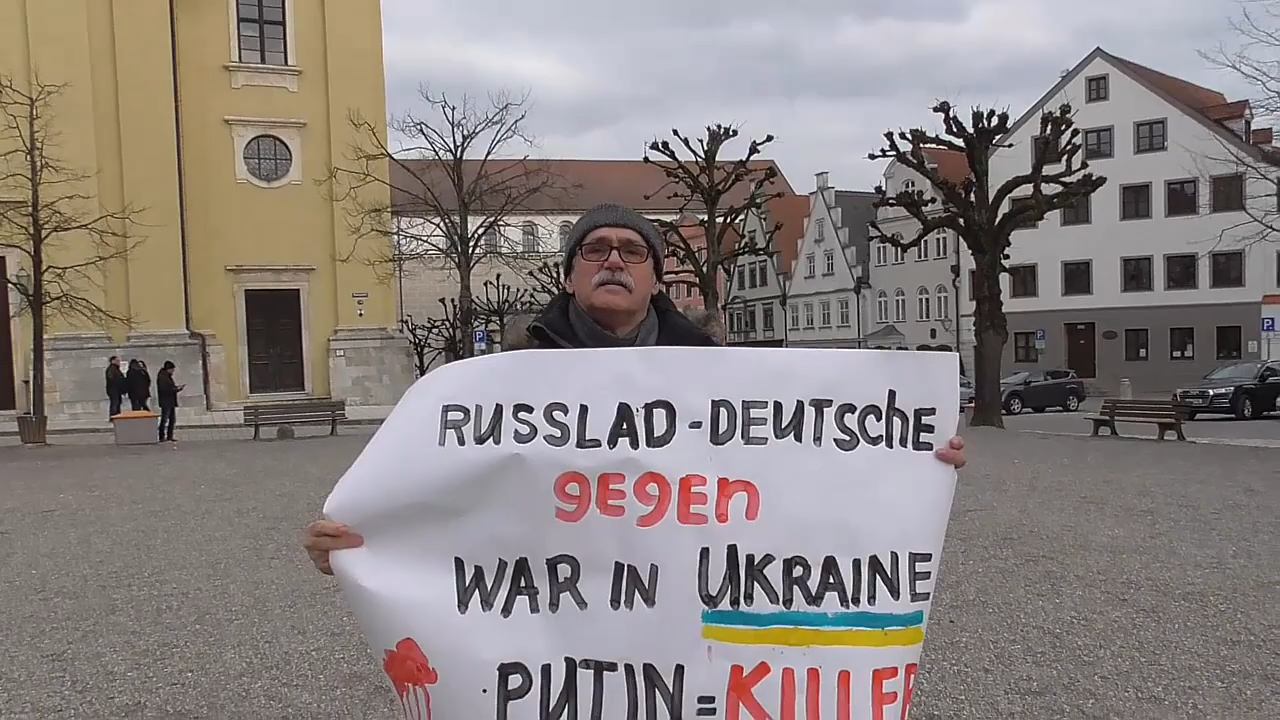 RUSSLAD-DEUTSchE
gEgEn
WAR IN UKRAINE
PUTIN=KILLER
P
P
P